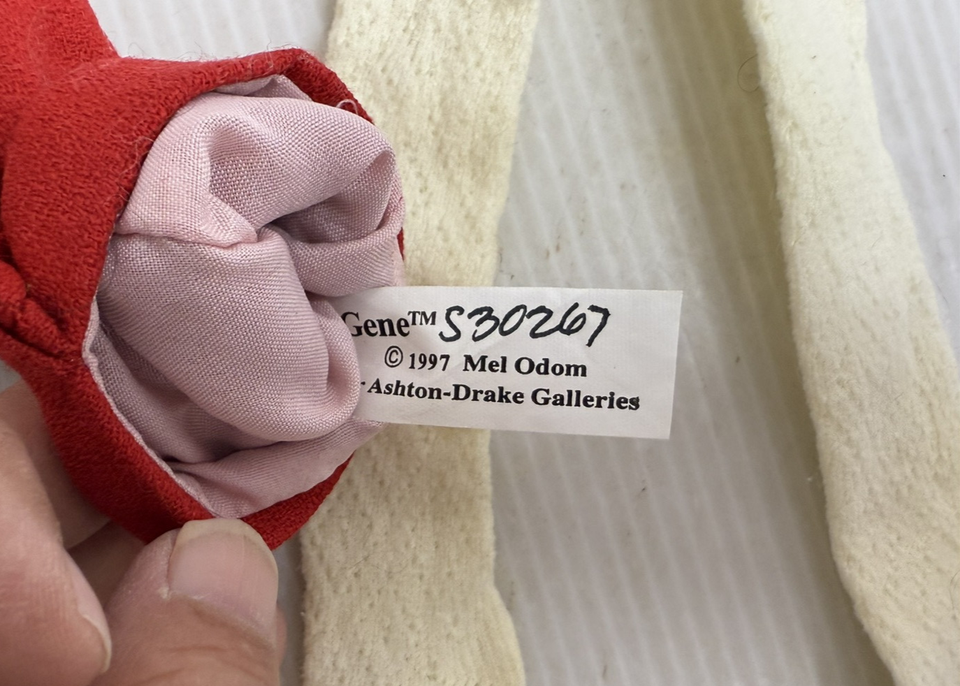 Gene™ S30267
© 1997 Mel Odom
-Ashton-Drake Galleries